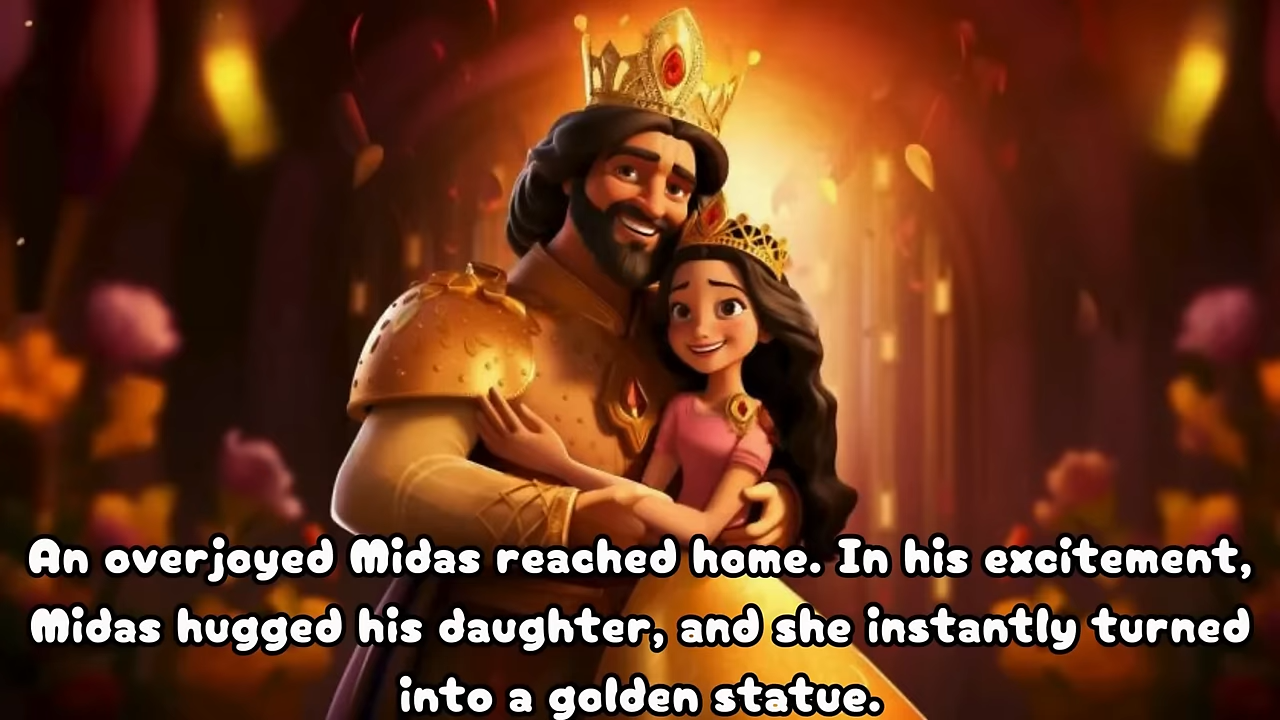 An overjoyed Midas reached home. In his excitement,
Midas hugged his daughter, and she instantly turned
into a golden statue.